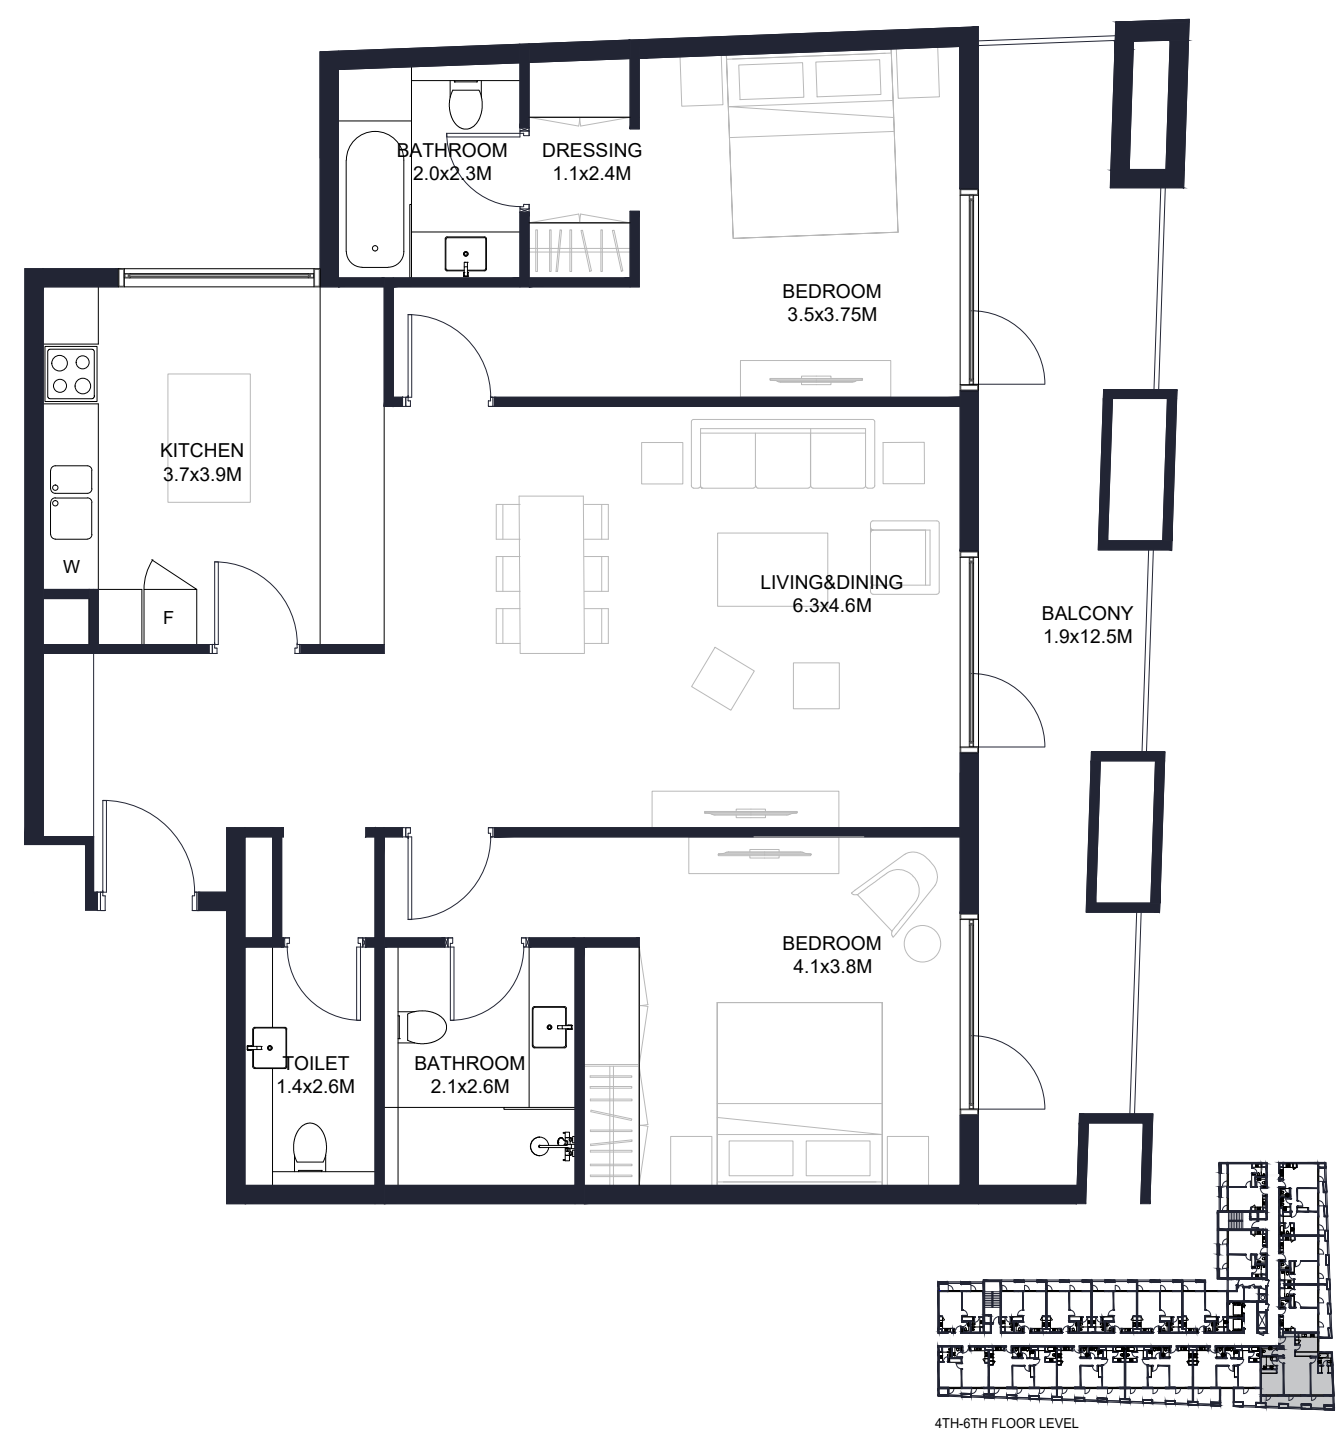 BATHROOM
2.0x2.3M
DRESSING
1.1x2.4M
BEDROOM
3.5x3.75M
KITCHEN
3.7x3.9M
W
F
LIVING&DINING
6.3x4.6M
BALCONY
1.9x12.5M
BEDROOM
4.1x3.8M
TOILET
1.4x2.6M
BATHROOM
2.1x2.6M
4TH-6TH FLOOR LEVEL